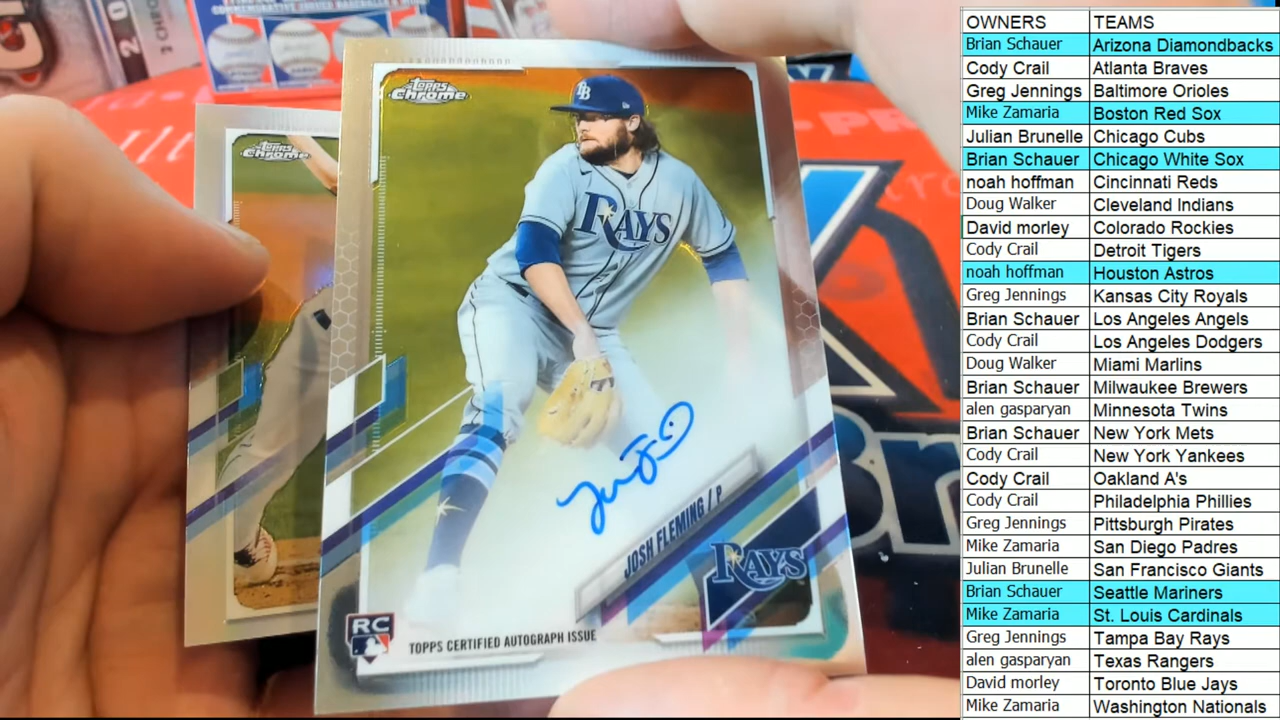 COMMEMORATIVE JUMBO BASEBALLS
2 CHROME
Topps
Chrome
Topps
Chrome
TB
RAYS
JOSH FLEMING / P
RAYS
RC
TOPPS CERTIFIED AUTOGRAPH ISSUE
OWNERS TEAMS
Brian Schauer Arizona Diamondbacks
Cody Crail Atlanta Braves
Greg Jennings Baltimore Orioles
Mike Zamaria Boston Red Sox
Julian Brunelle Chicago Cubs
Brian Schauer Chicago White Sox
noah hoffman Cincinnati Reds
Doug Walker Cleveland Indians
David morley Colorado Rockies
Cody Crail Detroit Tigers
noah hoffman Houston Astros
Greg Jennings Kansas City Royals
Brian Schauer Los Angeles Angels
Cody Crail Los Angeles Dodgers
Doug Walker Miami Marlins
Brian Schauer Milwaukee Brewers
alen gasparyan Minnesota Twins
Brian Schauer New York Mets
Cody Crail New York Yankees
Cody Crail Oakland A's
Cody Crail Philadelphia Phillies
Greg Jennings Pittsburgh Pirates
Mike Zamaria San Diego Padres
Julian Brunelle San Francisco Giants
Brian Schauer Seattle Mariners
Mike Zamaria St. Louis Cardinals
Greg Jennings Tampa Bay Rays
alen gasparyan Texas Rangers
David morley Toronto Blue Jays
Mike Zamaria Washington Nationals